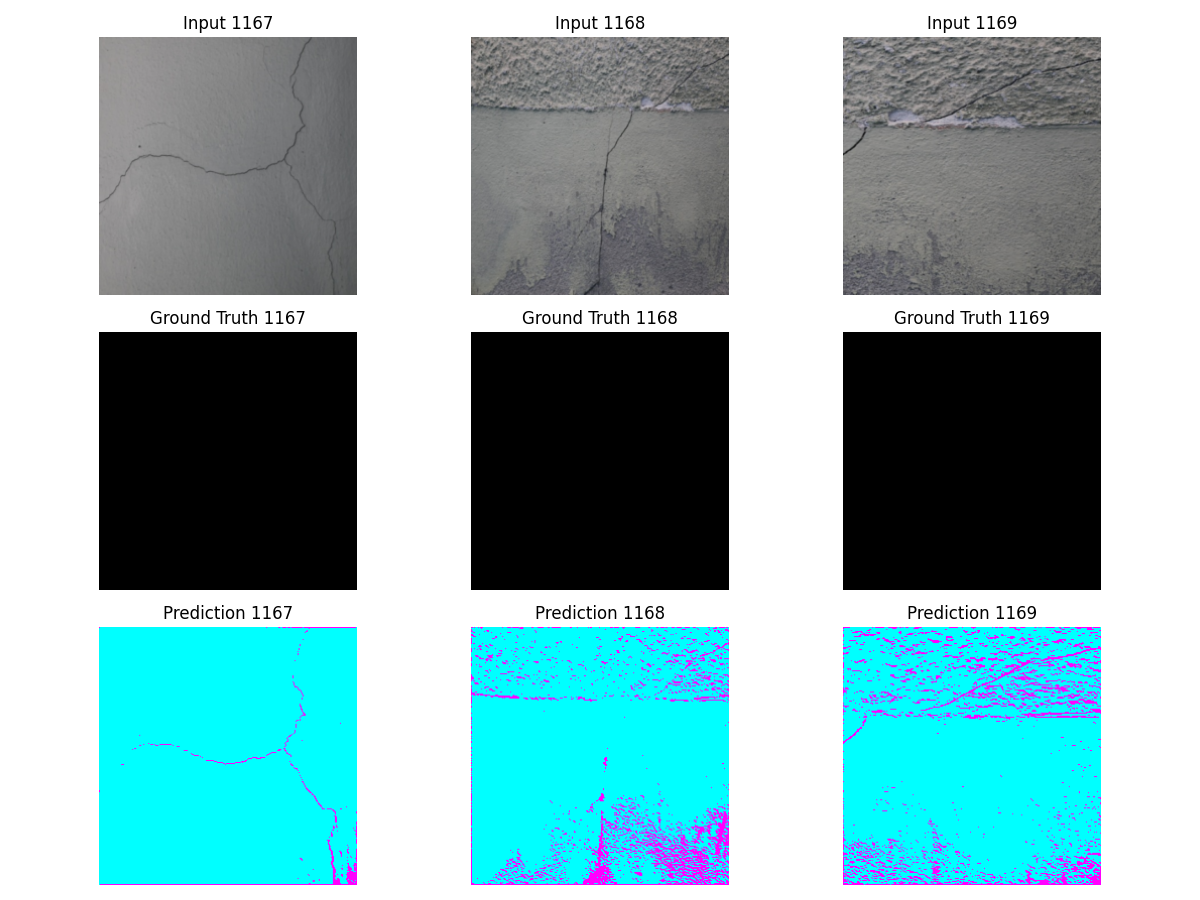 Input 1167
Input 1168
Input 1169
Ground Truth 1167
Ground Truth 1168
Ground Truth 1169
Prediction 1167
Prediction 1168
Prediction 1169